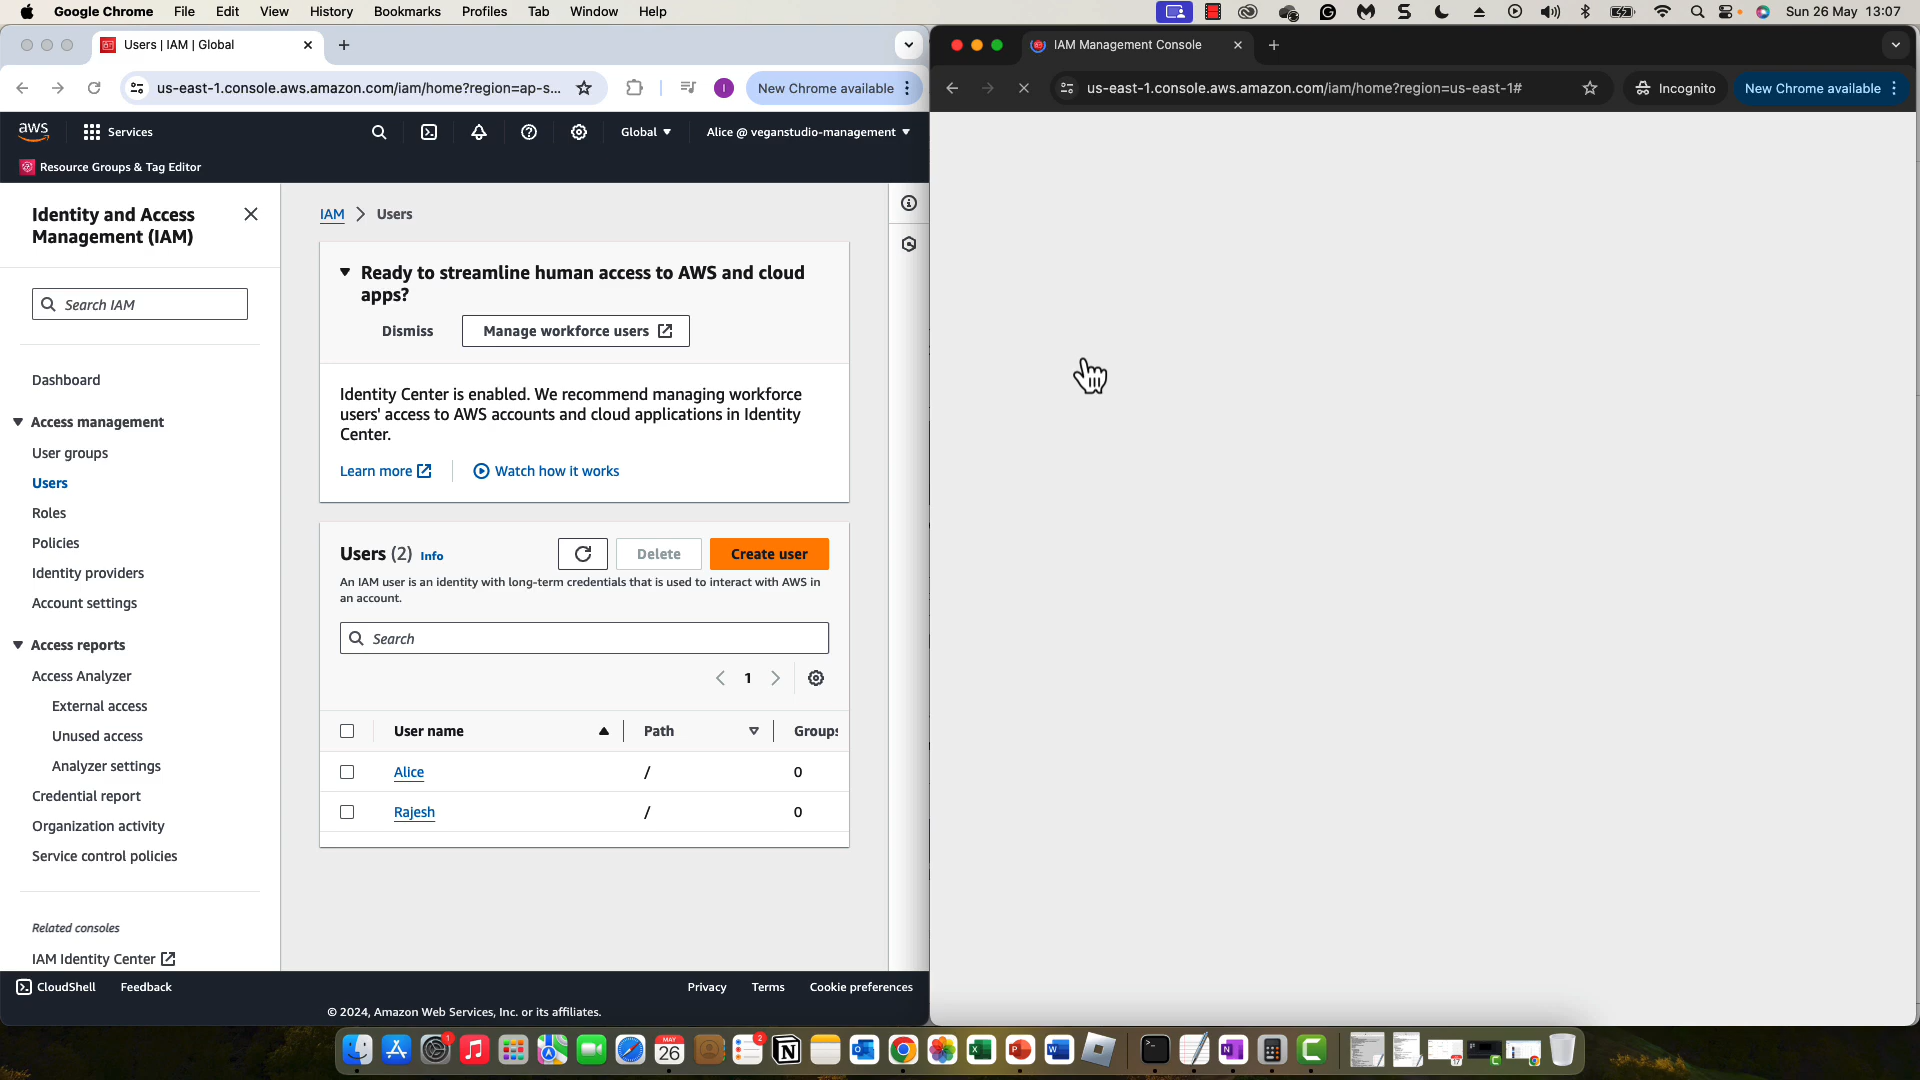 Google Chrome File Edit View History Bookmarks Profiles Tab Window Help
Sun 26 May 13:07
Users | IAM | Global
us-east-1.console.aws.amazon.com/iam/home?region=ap-s...
New Chrome available
aws
Services
Global
Alice @ veganstudio-management
Resource Groups & Tag Editor
Identity and Access
Management (IAM)
Search IAM
Dashboard
Access management
User groups
Users
Roles
Policies
Identity providers
Account settings
Access reports
Access Analyzer
External access
Unused access
Analyzer settings
Credential report
Organization activity
Service control policies
Related consoles
IAM Identity Center
IAM > Users
Ready to streamline human access to AWS and cloud
apps?
Dismiss
Manage workforce users
Identity Center is enabled. We recommend managing workforce
users' access to AWS accounts and cloud applications in Identity
Center.
Learn more
Watch how it works
Users (2) Info
Delete
Create user
An IAM user is an identity with long-term credentials that is used to interact with AWS in
an account.
Search
1
User name
Path
Groups
Alice / 0
Rajesh / 0
CloudShell
Feedback
Privacy
Terms
Cookie preferences
© 2024, Amazon Web Services, Inc. or its affiliates.
IAM Management Console
us-east-1.console.aws.amazon.com/iam/home?region=us-east-1#
Incognito
New Chrome available
MAY
26
1
2